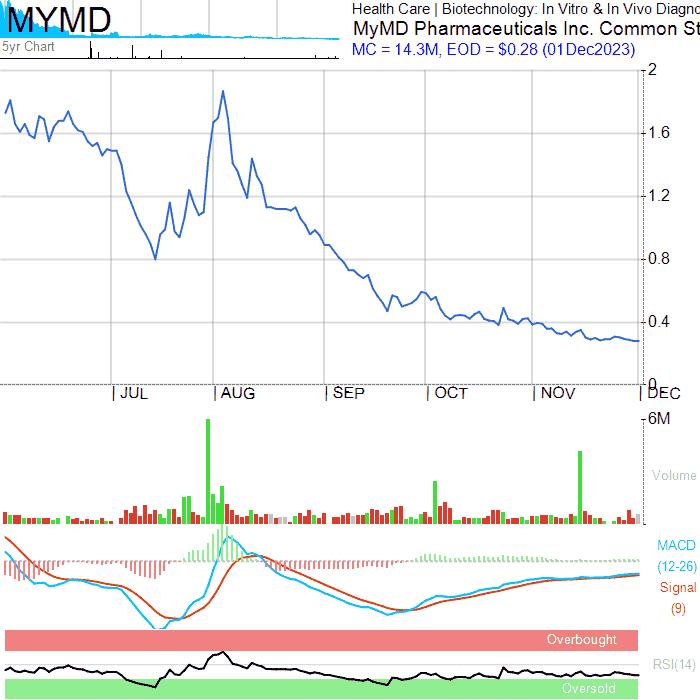 MYMD
5yr Chart
Health Care | Biotechnology: In Vitro & In Vivo Diagno
MyMD Pharmaceuticals Inc. Common St
MC = 14.3M, EOD = $0.28 (01Dec2023)
2
1.6
1.2
0.8
0.4
0
JUL AUG SEP OCT NOV DEC
6M
Volume
MACD
(12-26)
Signal
(9)
Overbought
RSI(14)
Oversold